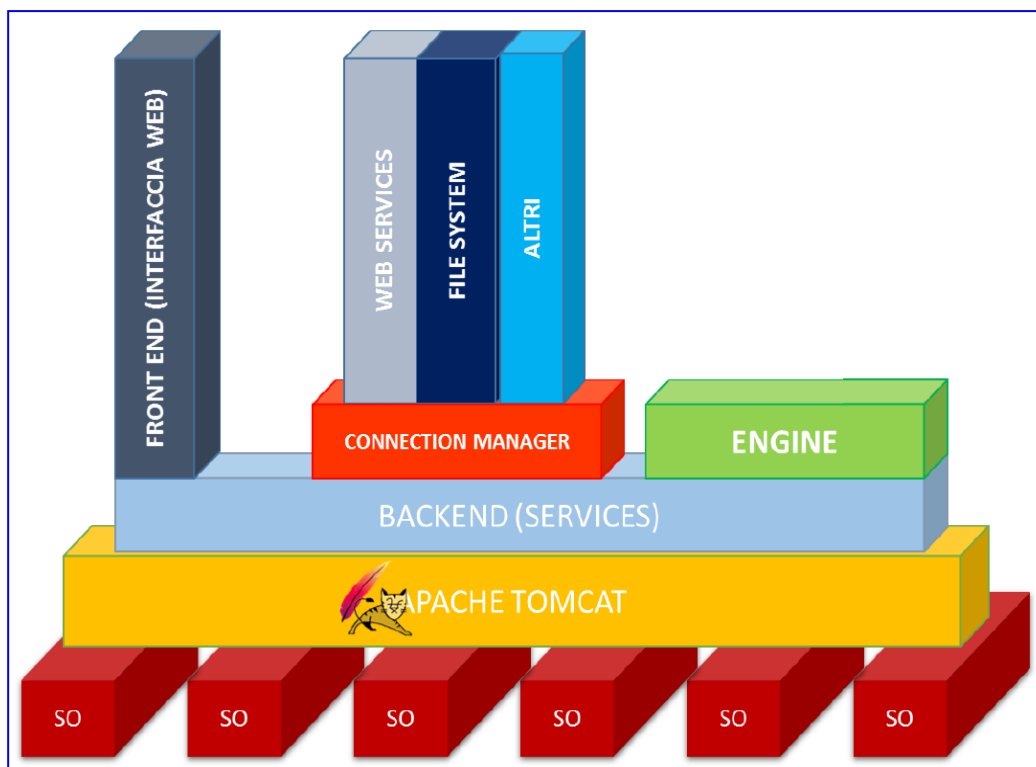 FRONT END (INTERFACCIA WEB)
WEB SERVICES
FILE SYSTEM
ALTRI
CONNECTION MANAGER
ENGINE
BACKEND (SERVICES)
APACHE TOMCAT
SO
SO
SO
SO
SO
SO